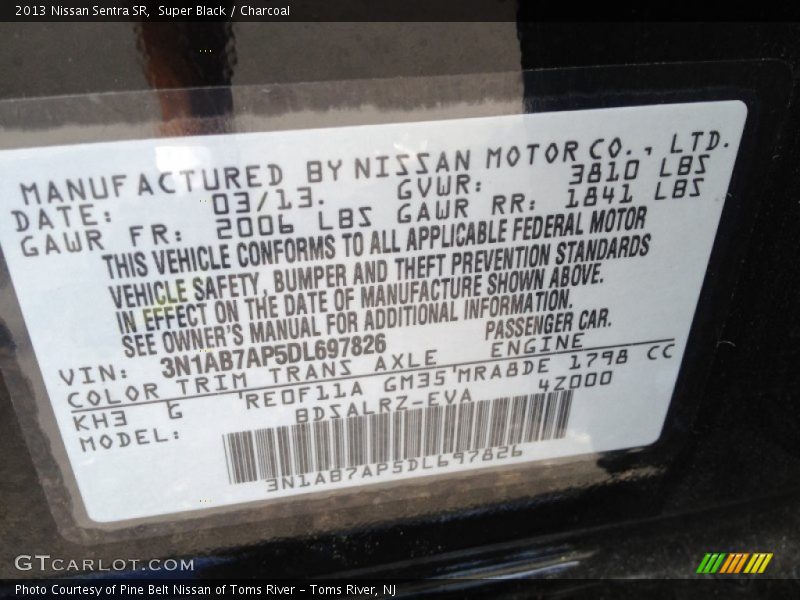 2013 Nissan Sentra SR, Super Black / Charcoal
MANUFACTURED BY NISSAN MOTOR CO., LTD.
DATE: 03/13. GVWR: 3810 LBS
GAWR FR: 2006 LBS GAWR RR: 1841 LBS
THIS VEHICLE CONFORMS TO ALL APPLICABLE FEDERAL MOTOR
VEHICLE SAFETY, BUMPER AND THEFT PREVENTION STANDARDS
IN EFFECT ON THE DATE OF MANUFACTURE SHOWN ABOVE.
SEE OWNER'S MANUAL FOR ADDITIONAL INFORMATION.
VIN: 3N1AB7AP5DL697826 PASSENGER CAR.
COLOR TRIM TRANS AXLE ENGINE
KH3 G RE0F11A GM35 MRA8DE 1798 CC
MODEL: BDSALRZ-EVA 4Z000
3N1AB7AP5DL697826
GTCARLOT.COM
Photo Courtesy of Pine Belt Nissan of Toms River – Toms River, NJ